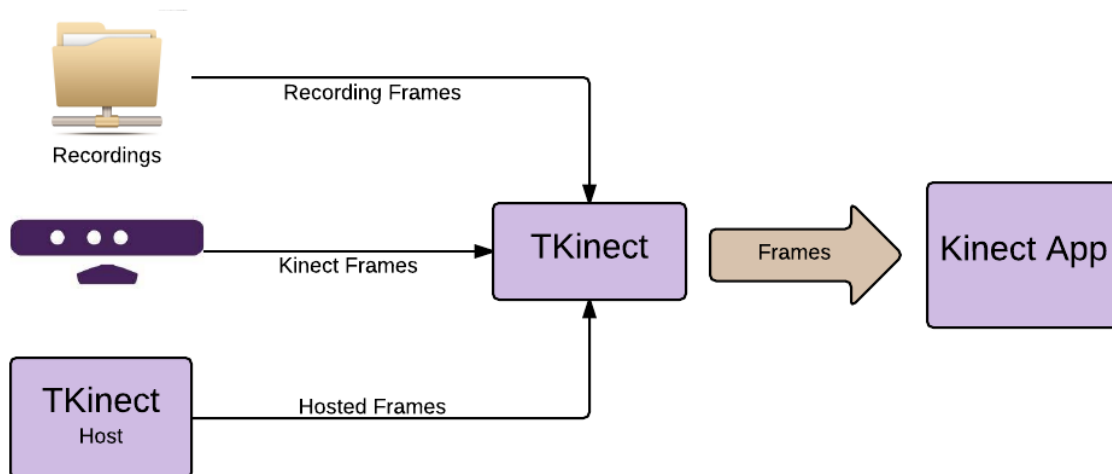 Recording Frames
Recordings
TKinect
Kinect Frames
Frames
Kinect App
TKinect
Host
Hosted Frames